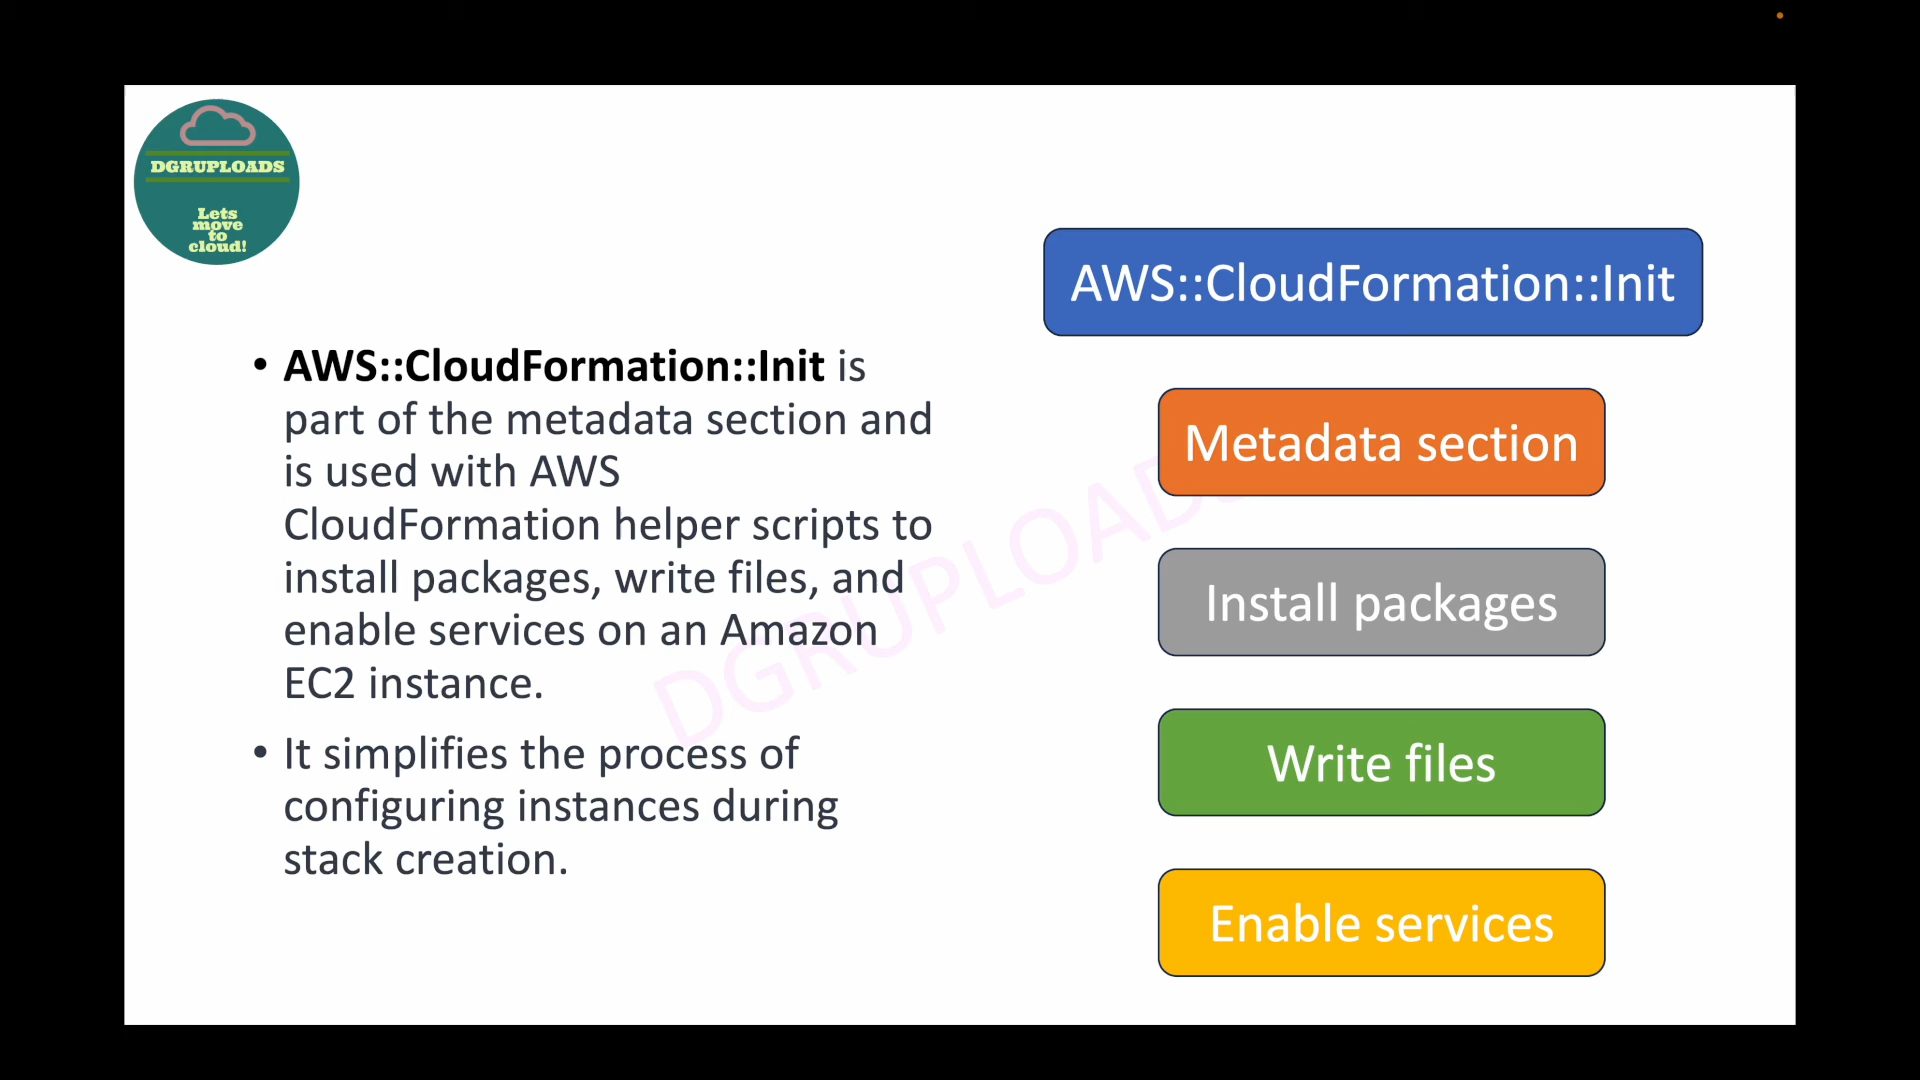 DGRUPLOADS
Lets
move
to
cloud!
• AWS::CloudFormation::Init is
part of the metadata section and
is used with AWS
CloudFormation helper scripts to
install packages, write files, and
enable services on an Amazon
EC2 instance.
• It simplifies the process of
configuring instances during
stack creation.
AWS::CloudFormation::Init
Metadata section
Install packages
Write files
Enable services
DGRUPLOADS